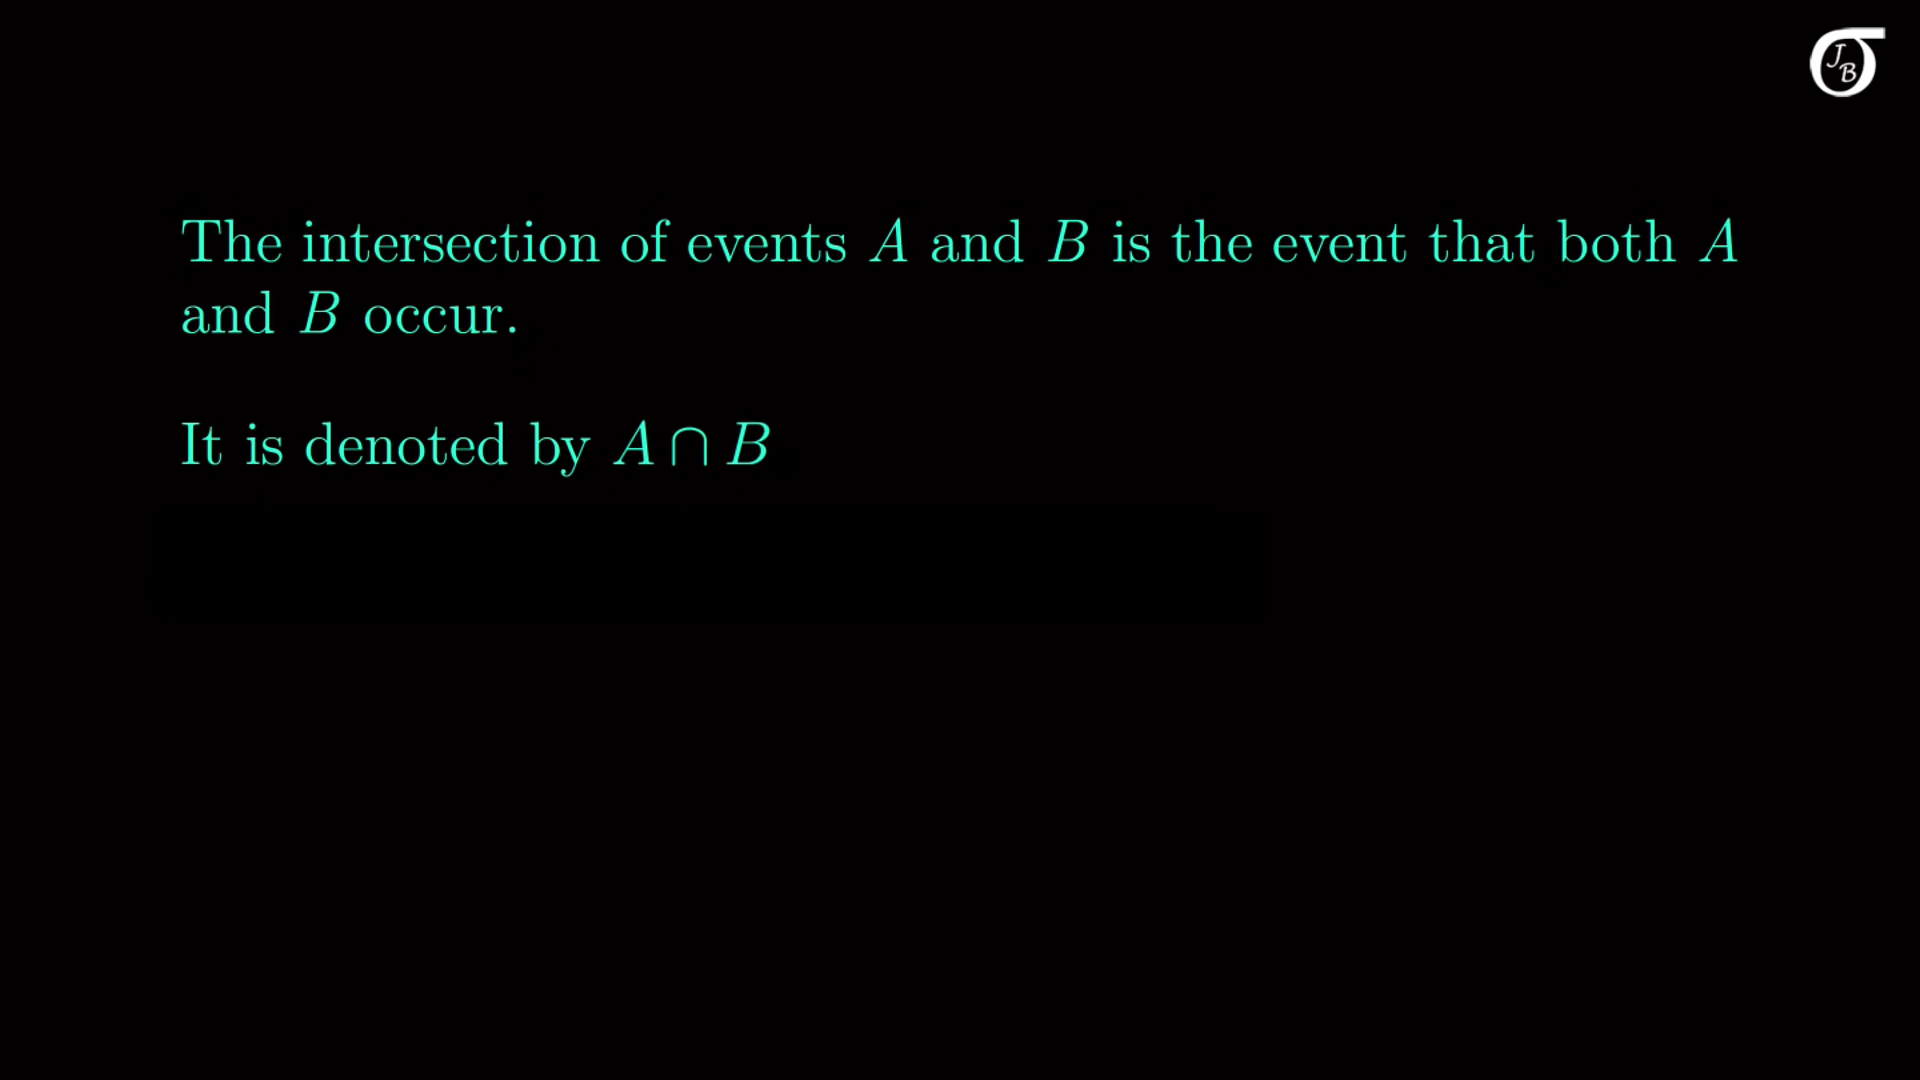 J
B
The intersection of events A and B is the event that both A
and B occur.
It is denoted by A ∩ B